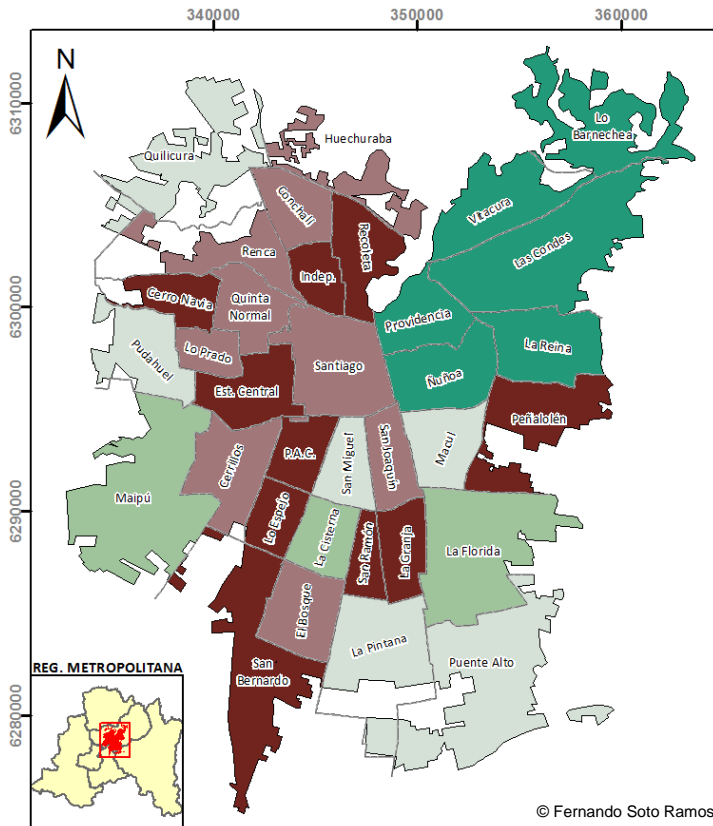 340000
350000
360000
6310000
6300000
6290000
6280000
N
Lo
Barnechea
Huechuraba
Quilicura
Conchalí
Vitacura
Recoleta
Las Condes
Renca
Indep.
Cerro Navia
Quinta
Normal
Providencia
Pudahuel
Lo Prado
La Reina
Santiago
Ñuñoa
Est. Central
Peñalolén
San Joaquín
Macul
P.A.C.
San Miguel
Cerrillos
Maipú
Lo Espejo
La Cisterna
San Ramón
La Granja
La Florida
El Bosque
La Pintana
San
Bernardo
Puente Alto
REG. METROPOLITANA
© Fernando Soto Ramos